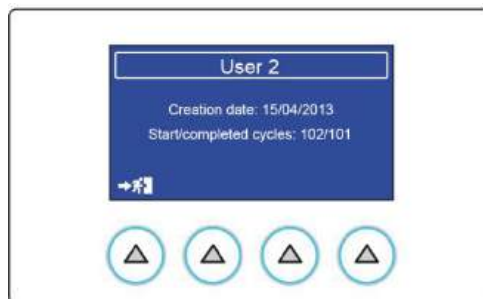 User 2
Creation date: 15/04/2013
Start/completed cycles: 102/101